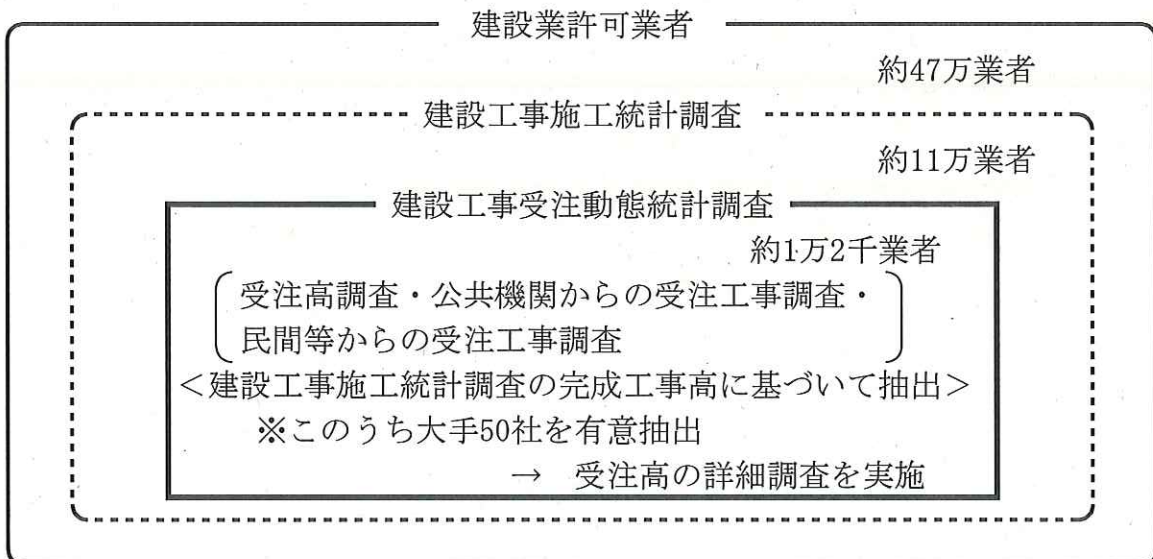 建設業許可業者
約47万業者
建設工事施工統計調査
約11万業者
建設工事受注動態統計調査
約1万2千業者
受注高調査・公共機関からの受注工事調査・
民間等からの受注工事調査
<建設工事施工統計調査の完成工事高に基づいて抽出>
※このうち大手50社を有意抽出
→ 受注高の詳細調査を実施